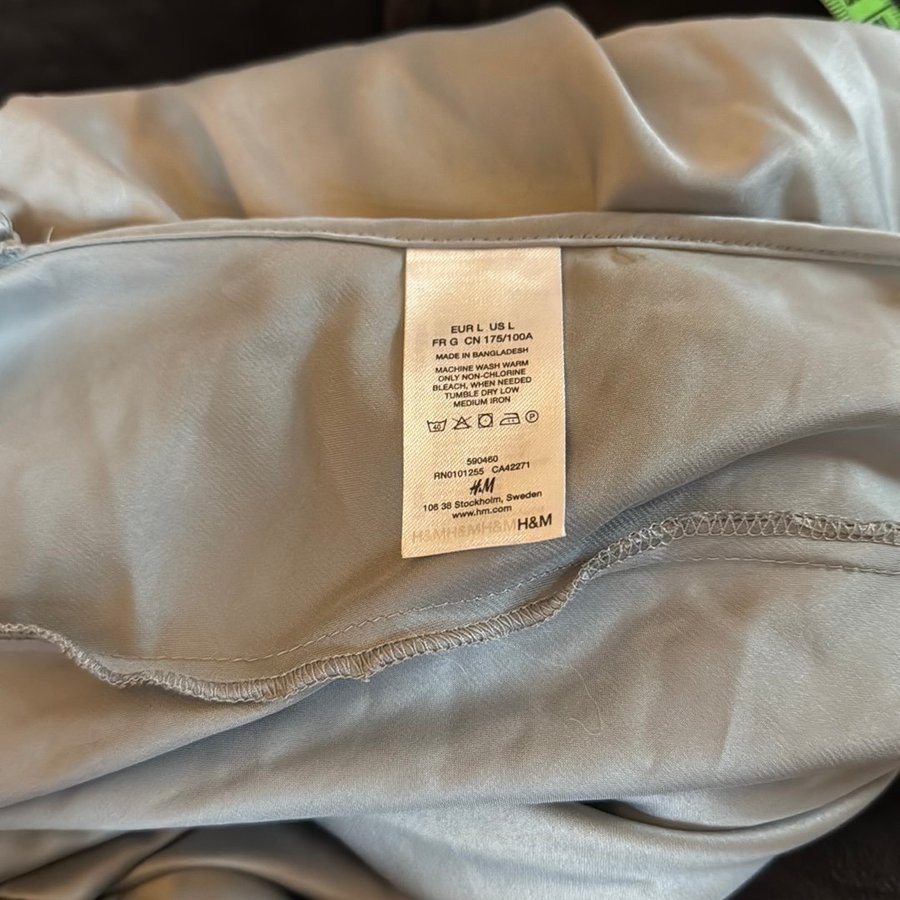 EUR L US L
FR G CN 175/100A
MADE IN BANGLADESH
MACHINE WASH WARM
ONLY NON-CHLORINE
BLEACH, WHEN NEEDED
TUMBLE DRY LOW
MEDIUM IRON
40 P
590460
RN0101255 CA42271
H&M
106 38 Stockholm, Sweden
www.hm.com
H&MH&MH&MH&M